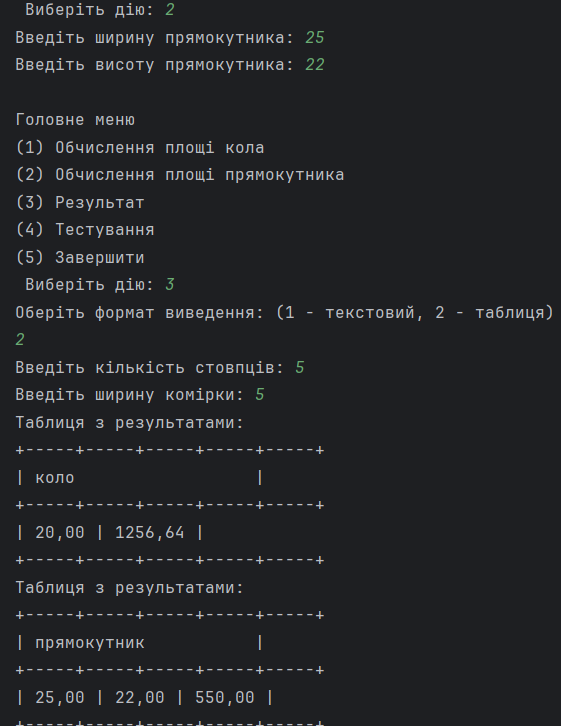 Виберіть дію: 2
Введіть ширину прямокутника: 25
Введіть висоту прямокутника: 22
Головне меню
(1) Обчислення площі кола
(2) Обчислення площі прямокутника
(3) Результат
(4) Тестування
(5) Завершити
Виберіть дію: 3
Оберіть формат виведення: (1 - текстовий, 2 - таблиця)
2
Введіть кількість стовпців: 5
Введіть ширину комірки: 5
Таблиця з результатами:
+-----+-----+-----+-----+-----+
| коло                  |
+-----+-----+-----+-----+-----+
| 20,00 | 1256,64 |
+-----+-----+-----+-----+-----+
Таблиця з результатами:
+-----+-----+-----+-----+-----+
| прямокутник           |
+-----+-----+-----+-----+-----+
| 25,00 | 22,00 | 550,00 |
+-----+-----+-----+-----+-----+